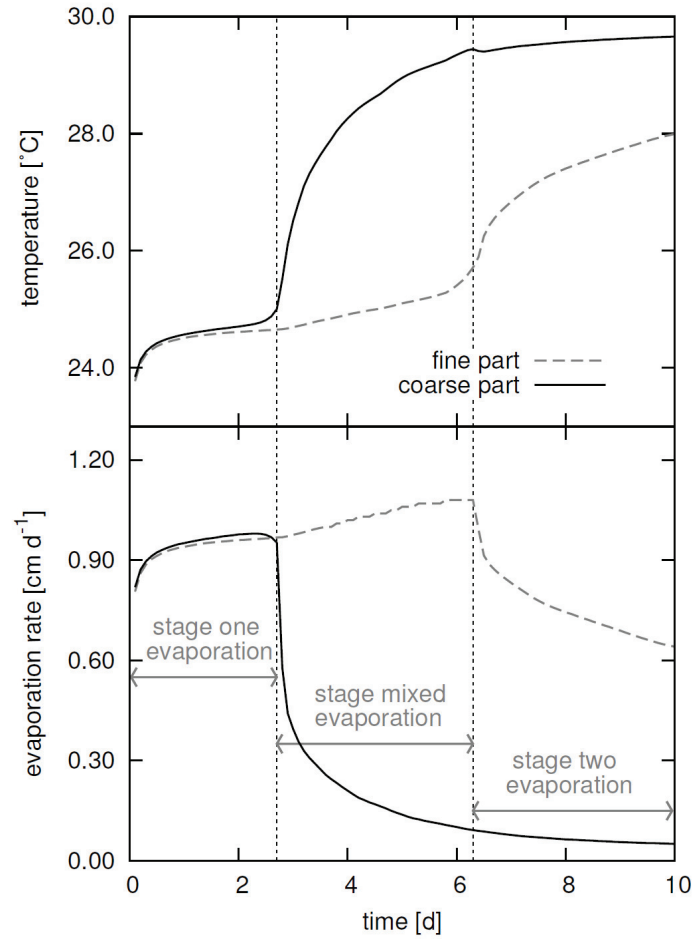 30.0
28.0
26.0
24.0
temperature [°C]
fine part
coarse part
1.20
0.90
0.60
0.30
0.00
evaporation rate [cm d-1]
stage one
evaporation
stage mixed
evaporation
stage two
evaporation
0
2
4
6
8
10
time [d]